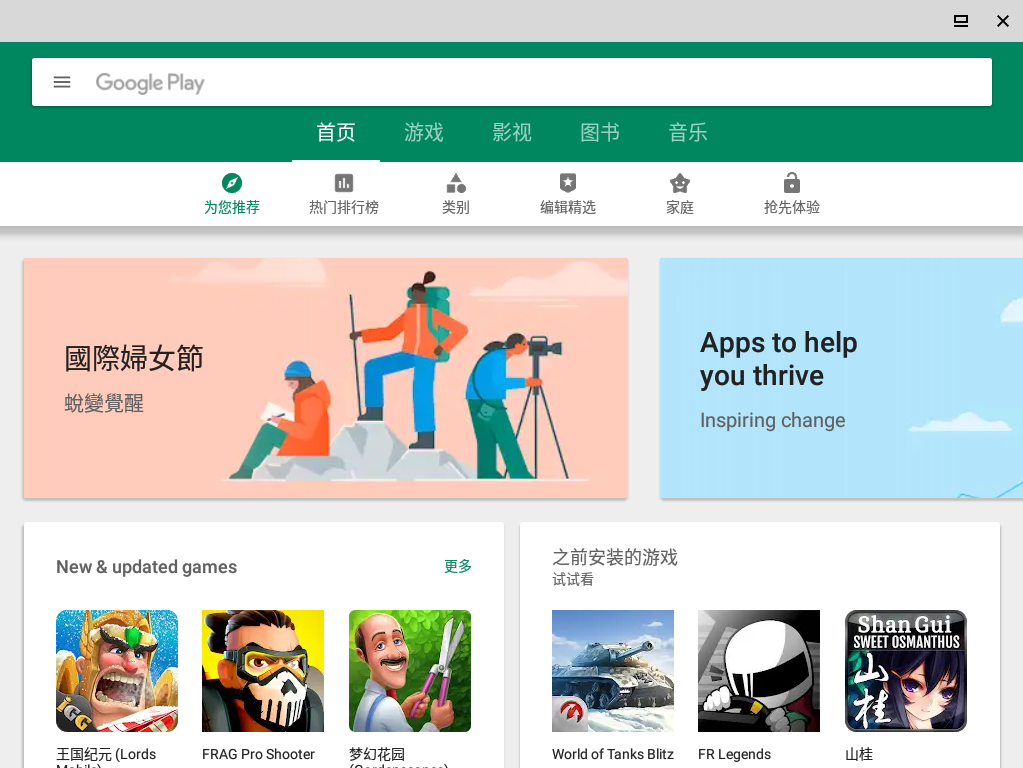 Google Play
首页 游戏 影视 图书 音乐
为您推荐 热门排行榜 类别 编辑精选 家庭 抢先体验
國際婦女節
蛻變覺醒
Apps to help
you thrive
Inspiring change
New & updated games 更多
之前安装的游戏
试试看
IGG
Shan Gui
SWEET OSMANTHUS
山
桂
王国纪元 (Lords
Mobile)
FRAG Pro Shooter
梦幻花园
(Gardenscapes)
World of Tanks Blitz
FR Legends
山桂